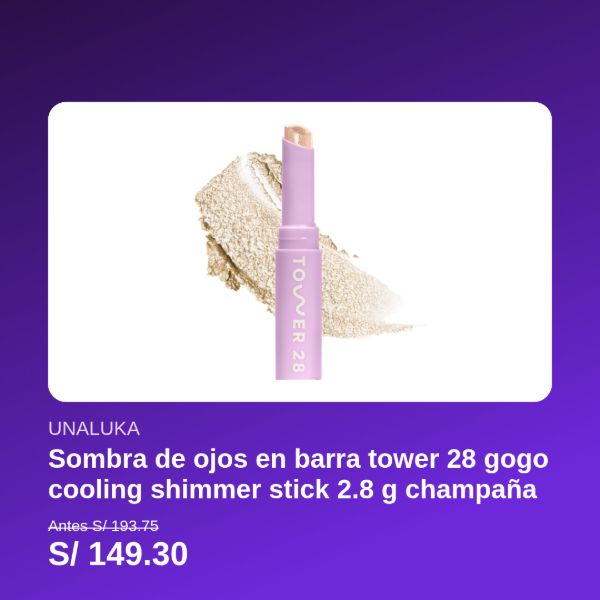 TOWER 28
UNALUKA
Sombra de ojos en barra tower 28 gogo
cooling shimmer stick 2.8 g champaña
Antes S/ 193.75
S/ 149.30